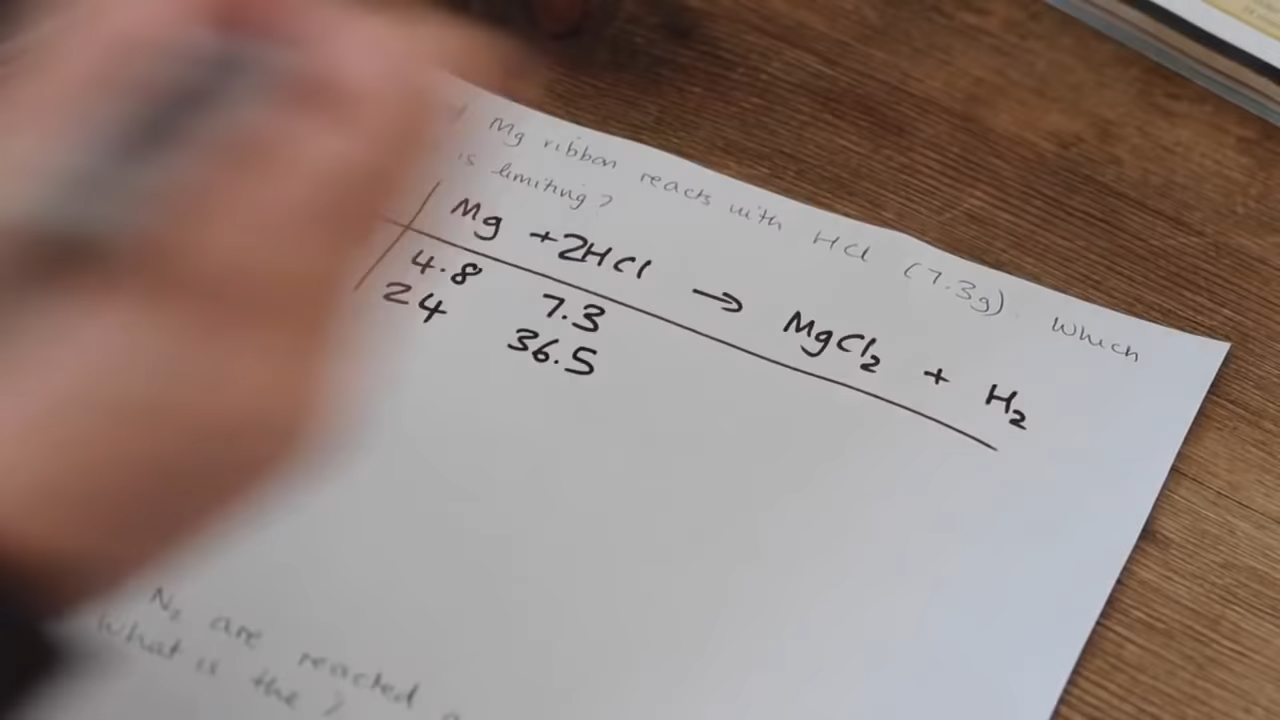 Mg ribbon reacts with HCl (7.3g). Which
is limiting?
Mg + 2HCl → MgCl₂ + H₂
4.8 7.3
24 36.5
N₂ are reacted
What is the ?